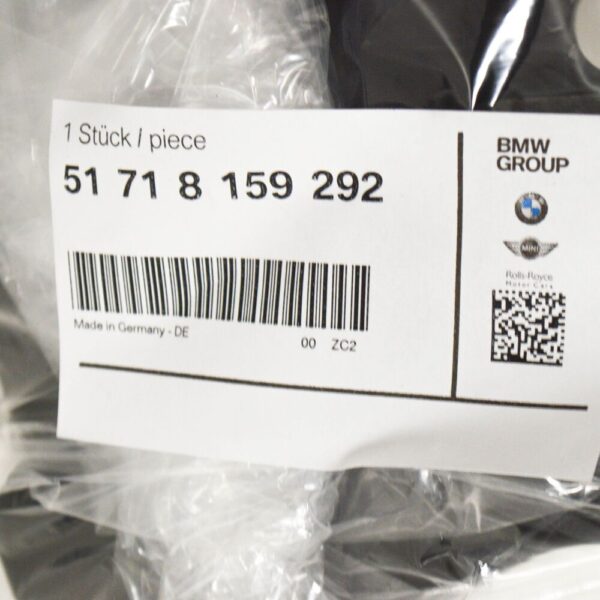 1 Stück / piece
51 71 8 159 292
Made in Germany - DE
00 ZC2
BMW
GROUP
MINI
Rolls-Royce
Motor Cars